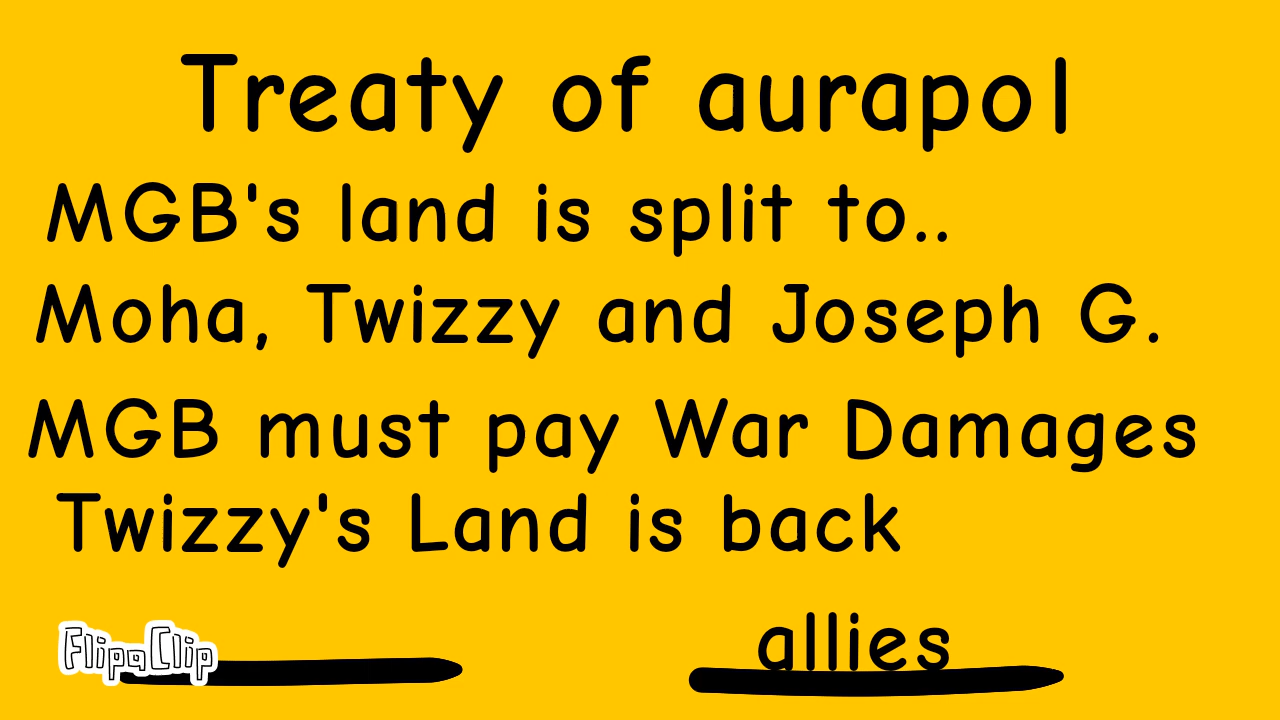 Treaty of aurapol
MGB's land is split to..
Moha, Twizzy and Joseph G.
MGB must pay War Damages
Twizzy's Land is back
allies
FlipaClip